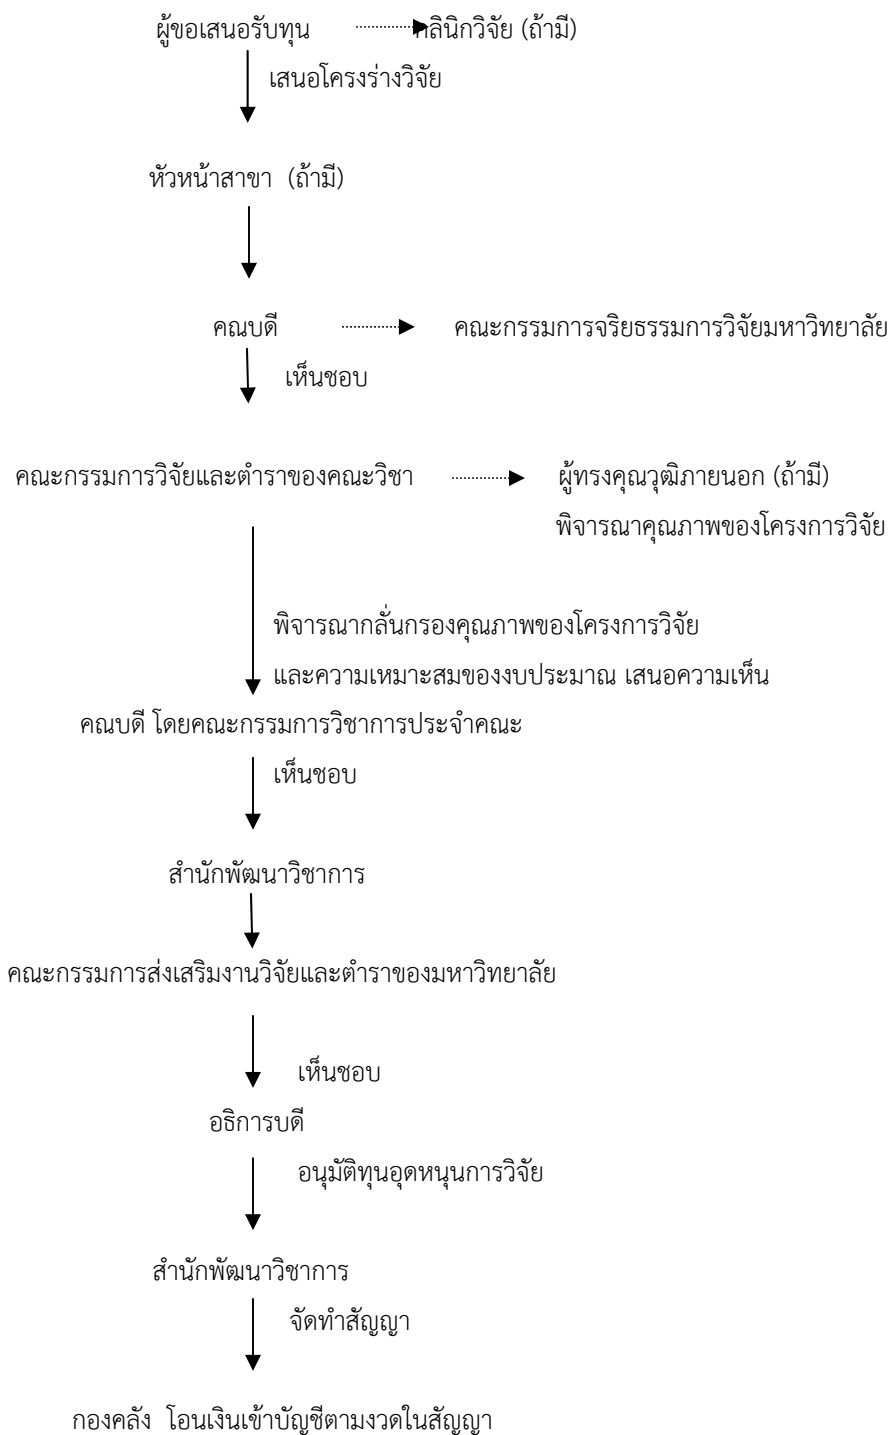 ผู้ขอเสนอรับทุน คลินิกวิจัย (ถ้ามี)
เสนอโครงร่างวิจัย
หัวหน้าสาขา (ถ้ามี)
คณบดี คณะกรรมการจริยธรรมการวิจัยมหาวิทยาลัย
เห็นชอบ
คณะกรรมการวิจัยและตำราของคณะวิชา ผู้ทรงคุณวุฒิภายนอก (ถ้ามี)
พิจารณาคุณภาพของโครงการวิจัย
พิจารณากลั่นกรองคุณภาพของโครงการวิจัย
และความเหมาะสมของงบประมาณ เสนอความเห็น
คณบดี โดยคณะกรรมการวิชาการประจำคณะ
เห็นชอบ
สำนักพัฒนาวิชาการ
คณะกรรมการส่งเสริมงานวิจัยและตำราของมหาวิทยาลัย
เห็นชอบ
อธิการบดี
อนุมัติทุนอุดหนุนการวิจัย
สำนักพัฒนาวิชาการ
จัดทำสัญญา
กองคลัง โอนเงินเข้าบัญชีตามงวดในสัญญา